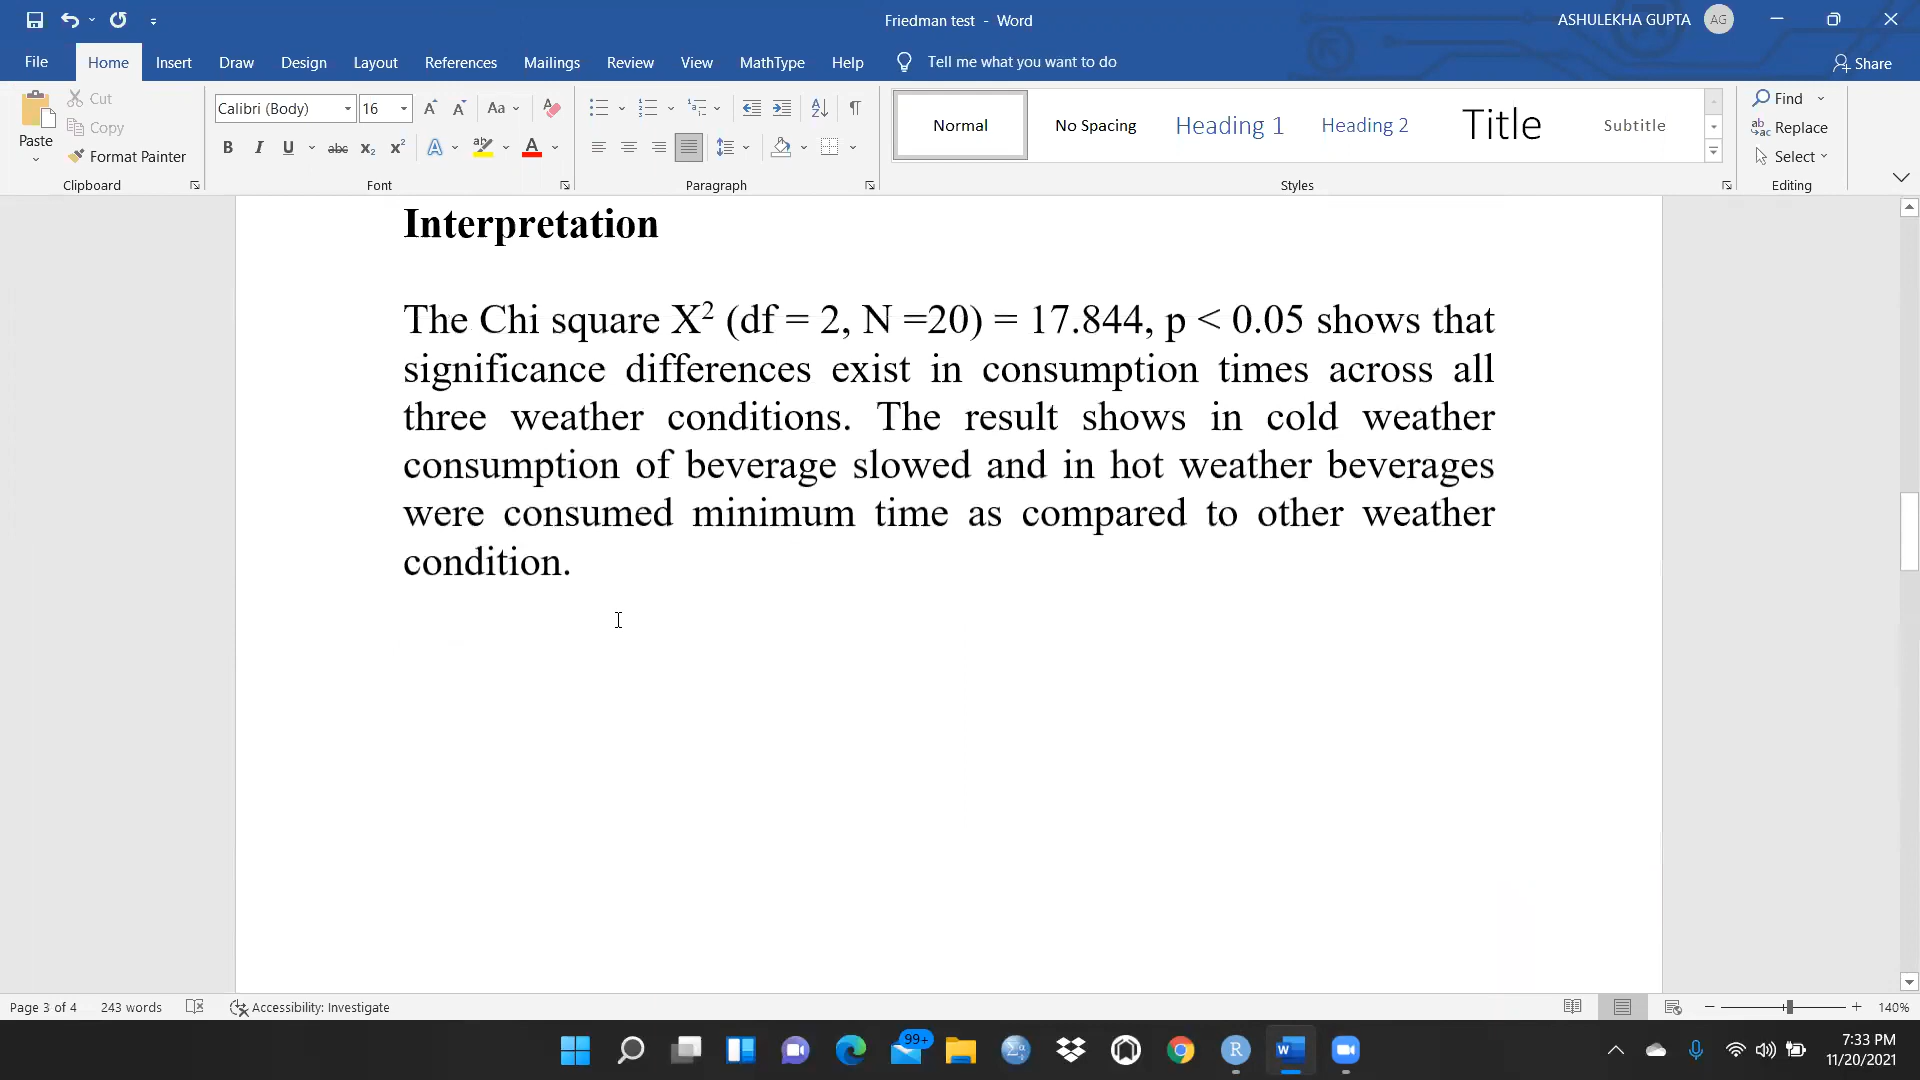 Friedman test - Word
ASHULEKHA GUPTA AG
File Home Insert Draw Design Layout References Mailings Review View MathType Help Tell me what you want to do Share
Paste
Cut
Copy
Format Painter
Clipboard
Calibri (Body) 16 Aa
B I U abc x₂ x² A ab A
Font
Paragraph
Normal No Spacing Heading 1 Heading 2 Title Subtitle
Styles
Find
Replace
Select
Editing
Interpretation
The Chi square X² (df = 2, N =20) = 17.844, p < 0.05 shows that
significance differences exist in consumption times across all
three weather conditions. The result shows in cold weather
consumption of beverage slowed and in hot weather beverages
were consumed minimum time as compared to other weather
condition.
Page 3 of 4 243 words Accessibility: Investigate 140%
99+
7:33 PM
11/20/2021